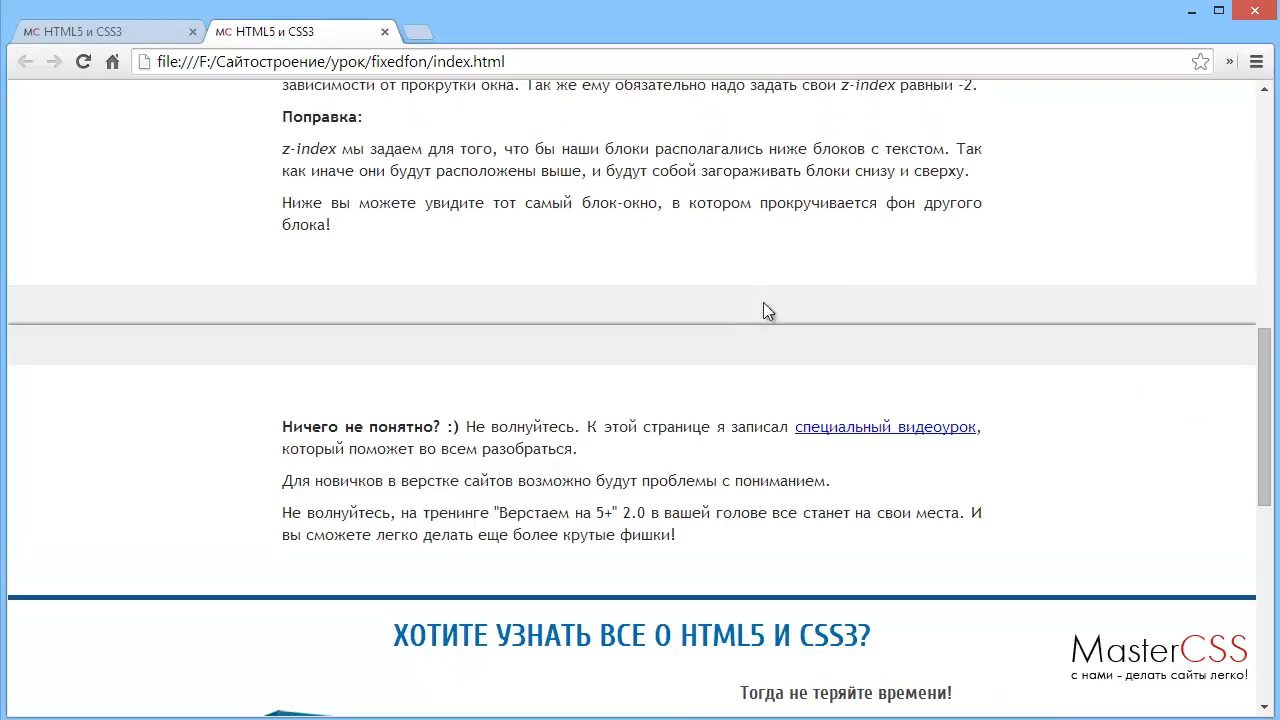 MC HTML5 и CSS3
MC HTML5 и CSS3
file:///F:/Сайтостроение/урок/fixedfon/index.html
зависимости от прокрутки окна. Так же ему обязательно надо задать свой z-index равный -2.
Поправка:
z-index мы задаем для того, что бы наши блоки располагались ниже блоков с текстом. Так
как иначе они будут расположены выше, и будут собой загораживать блоки снизу и сверху.
Ниже вы можете увидите тот самый блок-окно, в котором прокручивается фон другого
блока!
Ничего не понятно? :) Не волнуйтесь. К этой странице я записал специальный видеоурок,
который поможет во всем разобраться.
Для новичков в верстке сайтов возможно будут проблемы с пониманием.
Не волнуйтесь, на тренинге "Верстаем на 5+" 2.0 в вашей голове все станет на свои места. И
вы сможете легко делать еще более крутые фишки!
ХОТИТЕ УЗНАТЬ ВСЕ О HTML5 И CSS3?
MasterCSS
с нами - делать сайты легко!
Тогда не теряйте времени!